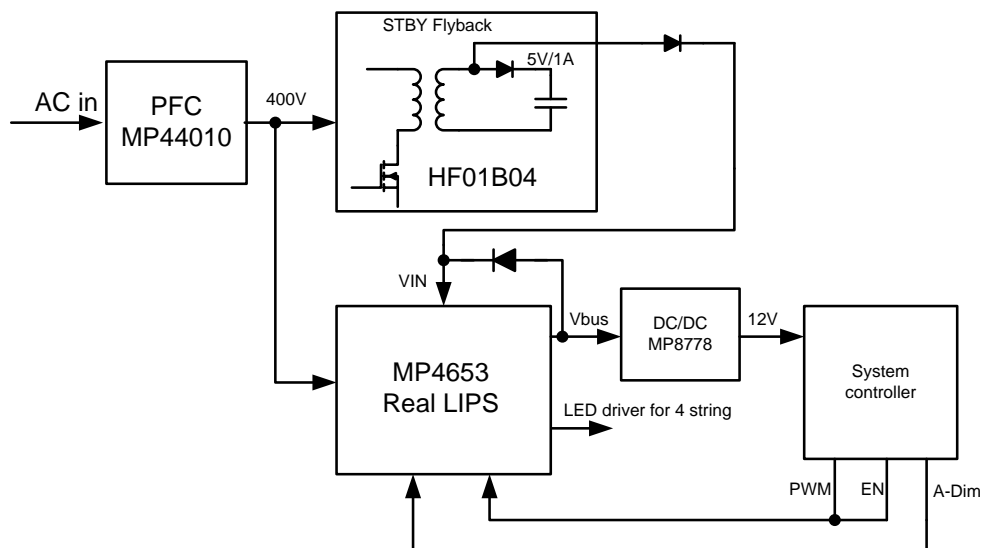 STBY Flyback
5V/1A
HF01B04
AC in
PFC
MP44010
400V
VIN
Vbus
DC/DC
MP8778
12V
MP4653
Real LIPS
LED driver for 4 string
System
controller
PWM
EN
A-Dim